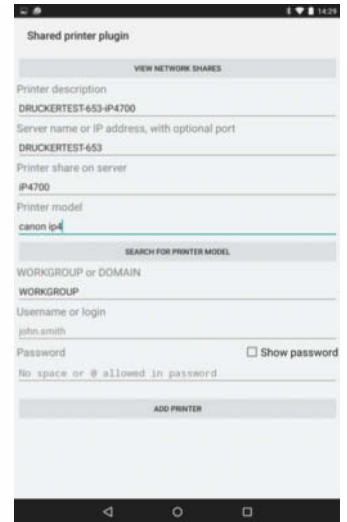 14:29
Shared printer plugin
VIEW NETWORK SHARES
Printer description
DRUCKERTEST-653-iP4700
Server name or IP address, with optional port
DRUCKERTEST-653
Printer share on server
iP4700
Printer model
canon ip4
SEARCH FOR PRINTER MODEL
WORKGROUP or DOMAIN
WORKGROUP
Username or login
john.smith
Password Show password
No space or @ allowed in password
ADD PRINTER